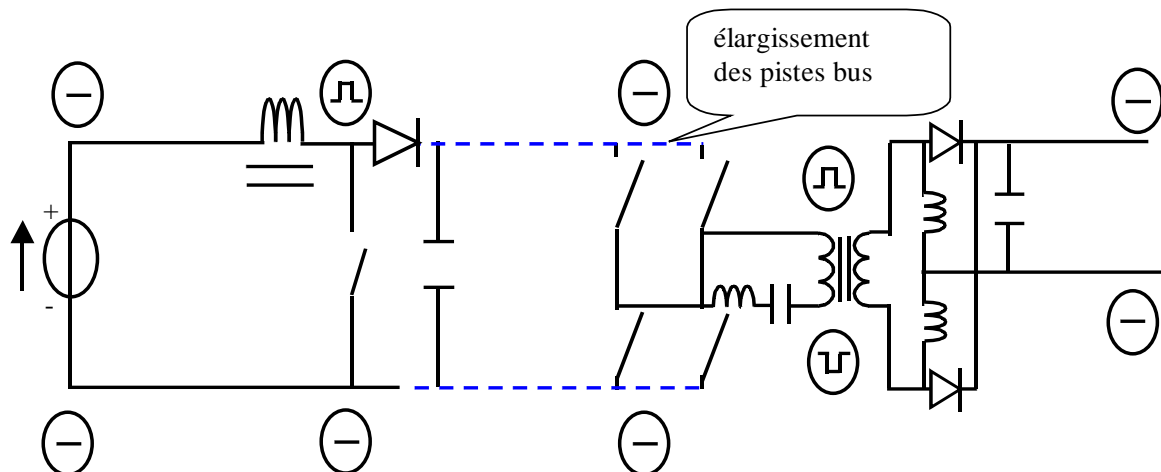 élargissement
des pistes bus
+
-